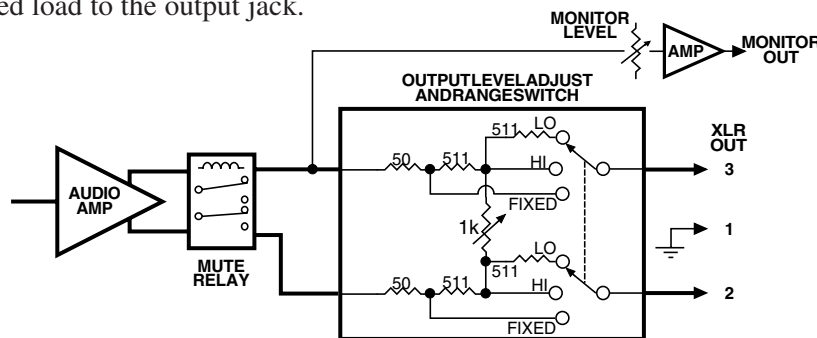 ed load to the output jack.
MONITOR
LEVEL
AMP
MONITOR
OUT
OUTPUTLEVELADJUST
ANDRANGESWITCH
511
LO
XLR
OUT
50
511
HI
3
AUDIO
AMP
FIXED
1k
1
LO
MUTE
RELAY
50
511
511
HI
2
FIXED